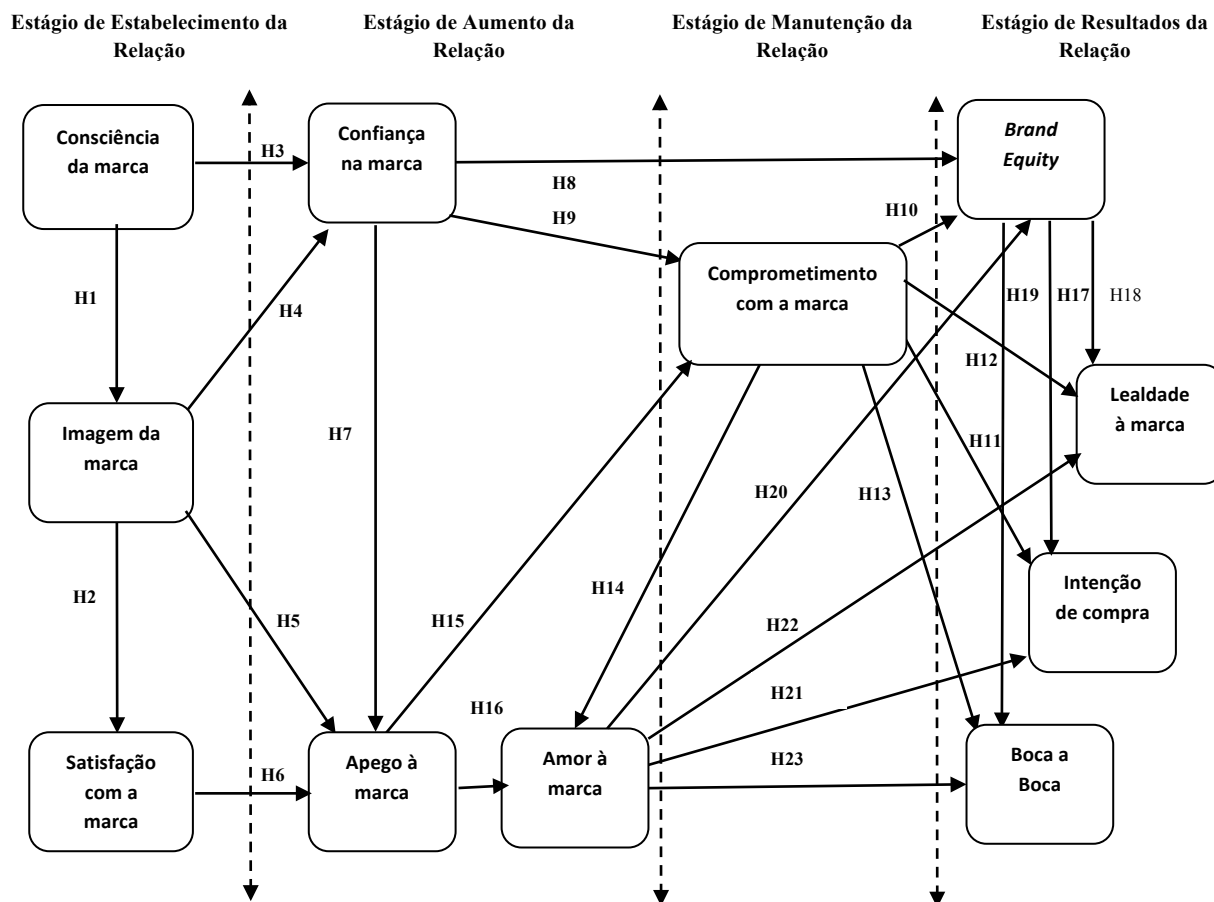 Estágio de Estabelecimento da
Relação
Estágio de Aumento da
Relação
Estágio de Manutenção da
Relação
Estágio de Resultados da
Relação
Consciência
da marca
H3
Confiança
na marca
H8
H9
Brand
Equity
H10
Comprometimento
com a marca
H1
H4
H19
H17
H18
H12
Imagem da
marca
H7
Lealdade
à marca
H11
H20
H13
H2
H5
H15
H14
H22
Intenção
de compra
H21
H16
Satisfação
com a
marca
H6
Apego à
marca
Amor à
marca
H23
Boca a
Boca